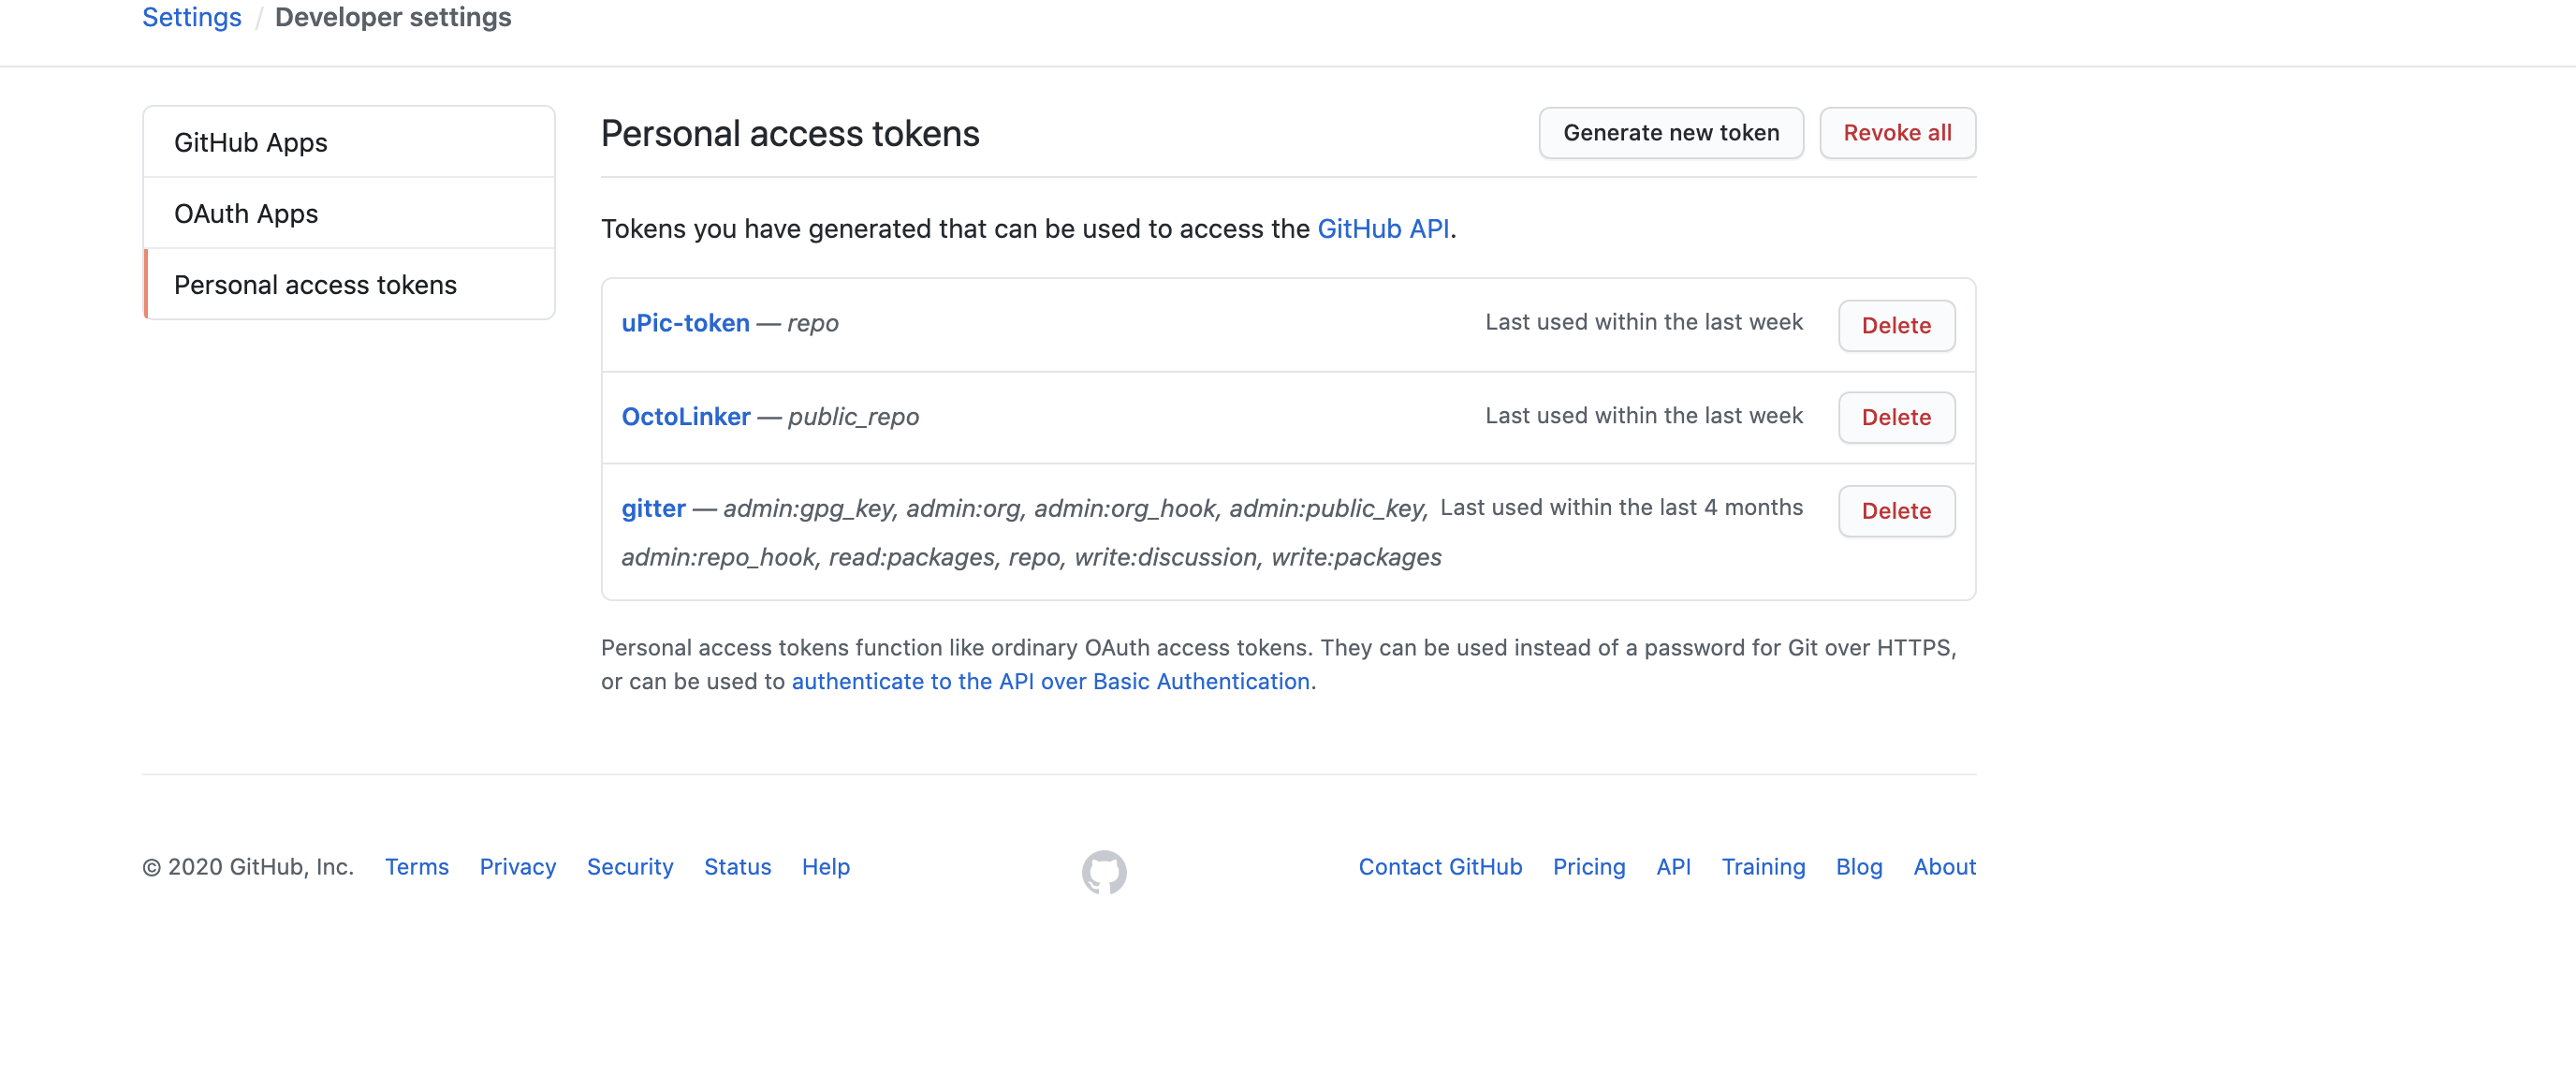 Settings / Developer settings
GitHub Apps
OAuth Apps
Personal access tokens
Personal access tokens
Generate new token
Revoke all
Tokens you have generated that can be used to access the GitHub API.
uPic-token — repo
Last used within the last week
Delete
OctoLinker — public_repo
Last used within the last week
Delete
gitter — admin:gpg_key, admin:org, admin:org_hook, admin:public_key,
admin:repo_hook, read:packages, repo, write:discussion, write:packages
Last used within the last 4 months
Delete
Personal access tokens function like ordinary OAuth access tokens. They can be used instead of a password for Git over HTTPS,
or can be used to authenticate to the API over Basic Authentication.
© 2020 GitHub, Inc. Terms Privacy Security Status Help
Contact GitHub Pricing API Training Blog About